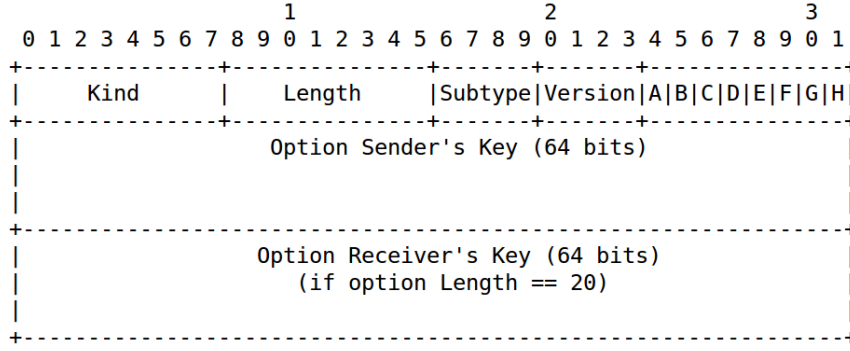 1                   2                   3
 0 1 2 3 4 5 6 7 8 9 0 1 2 3 4 5 6 7 8 9 0 1 2 3 4 5 6 7 8 9 0 1
+---------------+---------------+-------+-------+---------------+
|     Kind      |    Length     |Subtype|Version|A|B|C|D|E|F|G|H|
+---------------+---------------+-------+-------+---------------+
|                   Option Sender's Key (64 bits)               |
|                                                               |
|                                                               |
+---------------------------------------------------------------+
|                  Option Receiver's Key (64 bits)              |
|                     (if option Length == 20)                  |
|                                                               |
+---------------------------------------------------------------+